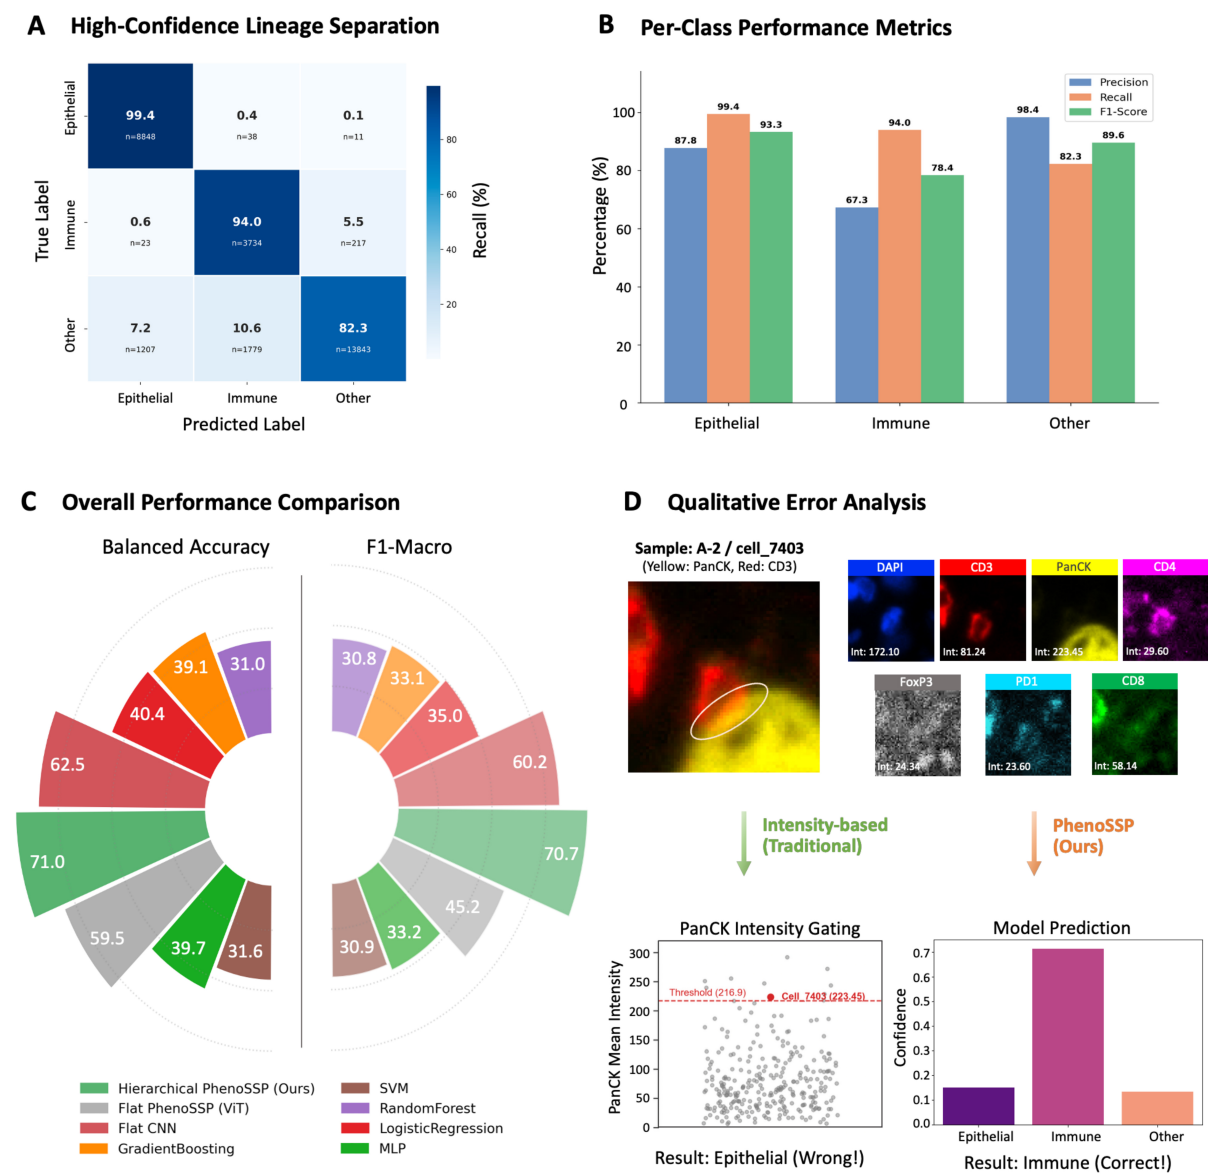 A High-Confidence Lineage Separation
Epithelial
Immune
Other
True Label
99.4
n=8848
0.4
n=38
0.1
n=11
0.6
n=23
94.0
n=3734
5.5
n=217
7.2
n=1207
10.6
n=1779
82.3
n=13843
Epithelial Immune Other
Predicted Label
80
60
40
20
Recall (%)
B Per-Class Performance Metrics
Precision
Recall
F1-Score
Percentage (%)
100
80
60
40
20
0
87.8 99.4 93.3
67.3 94.0 78.4
98.4 82.3 89.6
Epithelial Immune Other
C Overall Performance Comparison
Balanced Accuracy F1-Macro
31.0
39.1
40.4
62.5
71.0
59.5
39.7
31.6
30.8
33.1
35.0
60.2
70.7
45.2
33.2
30.9
Hierarchical PhenoSSP (Ours)
Flat PhenoSSP (ViT)
Flat CNN
GradientBoosting
SVM
RandomForest
LogisticRegression
MLP
D Qualitative Error Analysis
Sample: A-2 / cell_7403
(Yellow: PanCK, Red: CD3)
DAPI
Int: 172.10
CD3
Int: 81.24
PanCK
Int: 223.45
CD4
Int: 29.60
FoxP3
Int: 24.34
PD1
Int: 23.60
CD8
Int: 58.14
Intensity-based
(Traditional)
PhenoSSP
(Ours)
PanCK Intensity Gating
PanCK Mean Intensity
300
250
200
150
100
50
0
Threshold (216.9)
Cell_7403 (223.45)
Result: Epithelial (Wrong!)
Model Prediction
Confidence
0.7
0.6
0.5
0.4
0.3
0.2
0.1
0.0
Epithelial Immune Other
Result: Immune (Correct!)